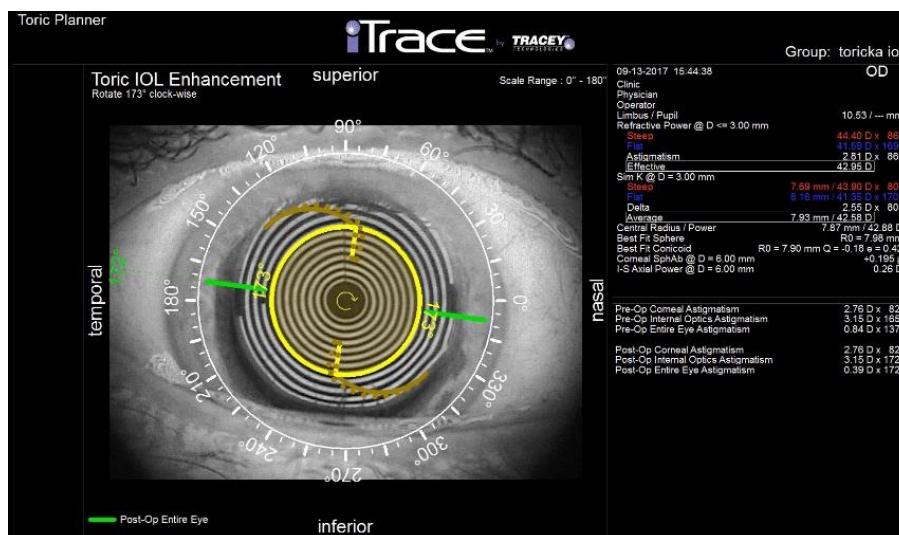 Toric Planner
iTrace by TRACEY TECHNOLOGIES
Group: toricka io
Toric IOL Enhancement
Rotate 173° clock-wise
superior
Scale Range : 0° - 180°
90°
120°
60°
150°
30°
172°
180°
0°
173°
173°
temporal
nasal
210°
330°
240°
300°
270°
inferior
Post-Op Entire Eye
09-13-2017 15:44:38 OD
Clinic
Physician
Operator
Limbus / Pupil 10.53 / --- mm
Refractive Power @ D <= 3.00 mm
Steep 44.40 D x 86
Flat 41.59 D x 169
Astigmatism 2.81 D x 86
Effective 42.95 D
Sim K @ D = 3.00 mm
Steep 7.69 mm / 43.90 D x 80
Flat 8.16 mm / 41.35 D x 170
Delta 2.55 D x 80
Average 7.93 mm / 42.58 D
Central Radius / Power 7.87 mm / 42.88 D
Best Fit Sphere R0 = 7.98 mm
Best Fit Conicoid R0 = 7.90 mm Q = -0.18 e = 0.42
Corneal SphAb @ D = 6.00 mm +0.195
I-S Axial Power @ D = 6.00 mm 0.26 D
Pre-Op Corneal Astigmatism 2.76 D x 82
Pre-Op Internal Optics Astigmatism 3.15 D x 165
Pre-Op Entire Eye Astigmatism 0.84 D x 137
Post-Op Corneal Astigmatism 2.76 D x 82
Post-Op Internal Optics Astigmatism 3.15 D x 172
Post-Op Entire Eye Astigmatism 0.39 D x 172